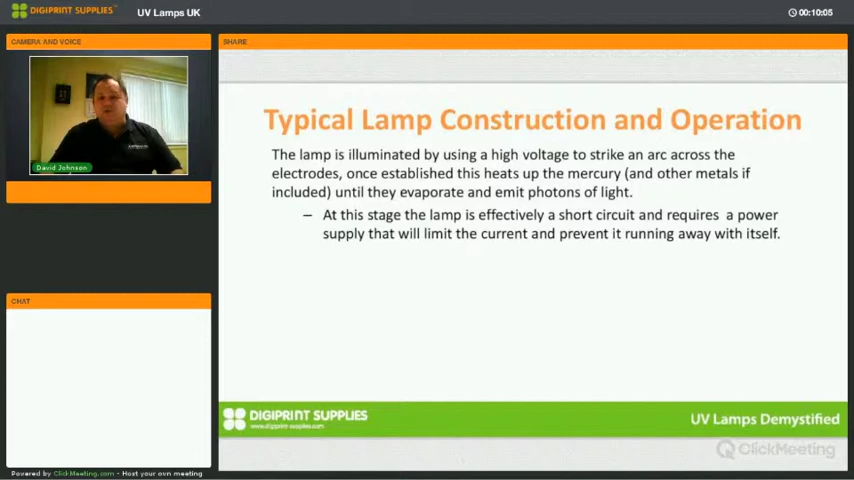 DIGIPRINT SUPPLIES
UV Lamps UK
00:10:05
CAMERA AND VOICE
David Johnson
CHAT
Powered by ClickMeeting.com - Host your own meeting
SHARE
Typical Lamp Construction and Operation
The lamp is illuminated by using a high voltage to strike an arc across the
electrodes, once established this heats up the mercury (and other metals if
included) until they evaporate and emit photons of light.
– At this stage the lamp is effectively a short circuit and requires a power
supply that will limit the current and prevent it running away with itself.
DIGIPRINT SUPPLIES
www.digiprint-supplies.com
UV Lamps Demystified
ClickMeeting